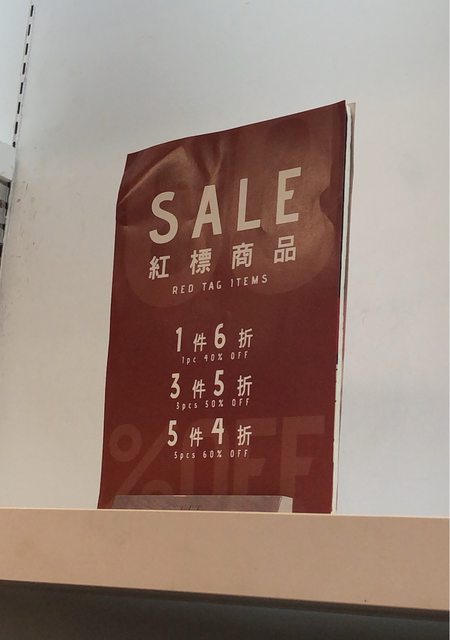 SALE
紅標商品
RED TAG ITEMS
1件6折
1pc 40% OFF
3件5折
3pcs 50% OFF
5件4折
5pcs 60% OFF
%OFF